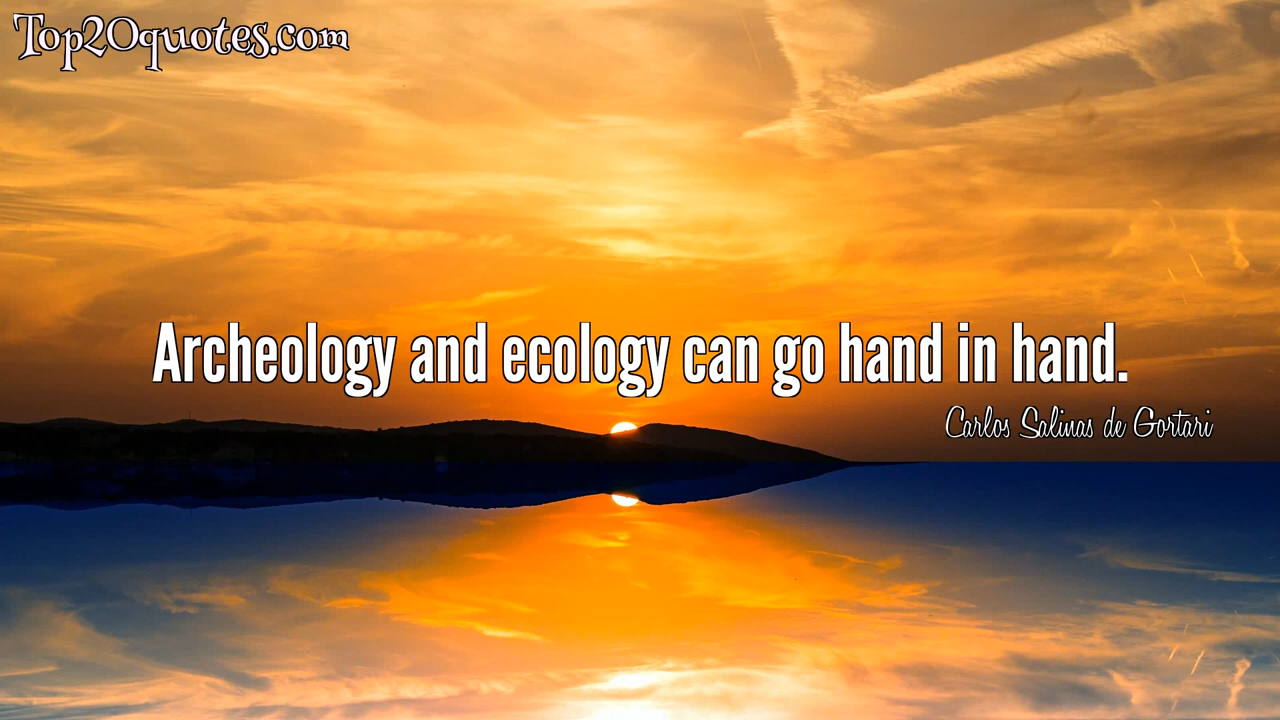 Top20quotes.com
Archeology and ecology can go hand in hand.
Carlos Salinas de Gortari